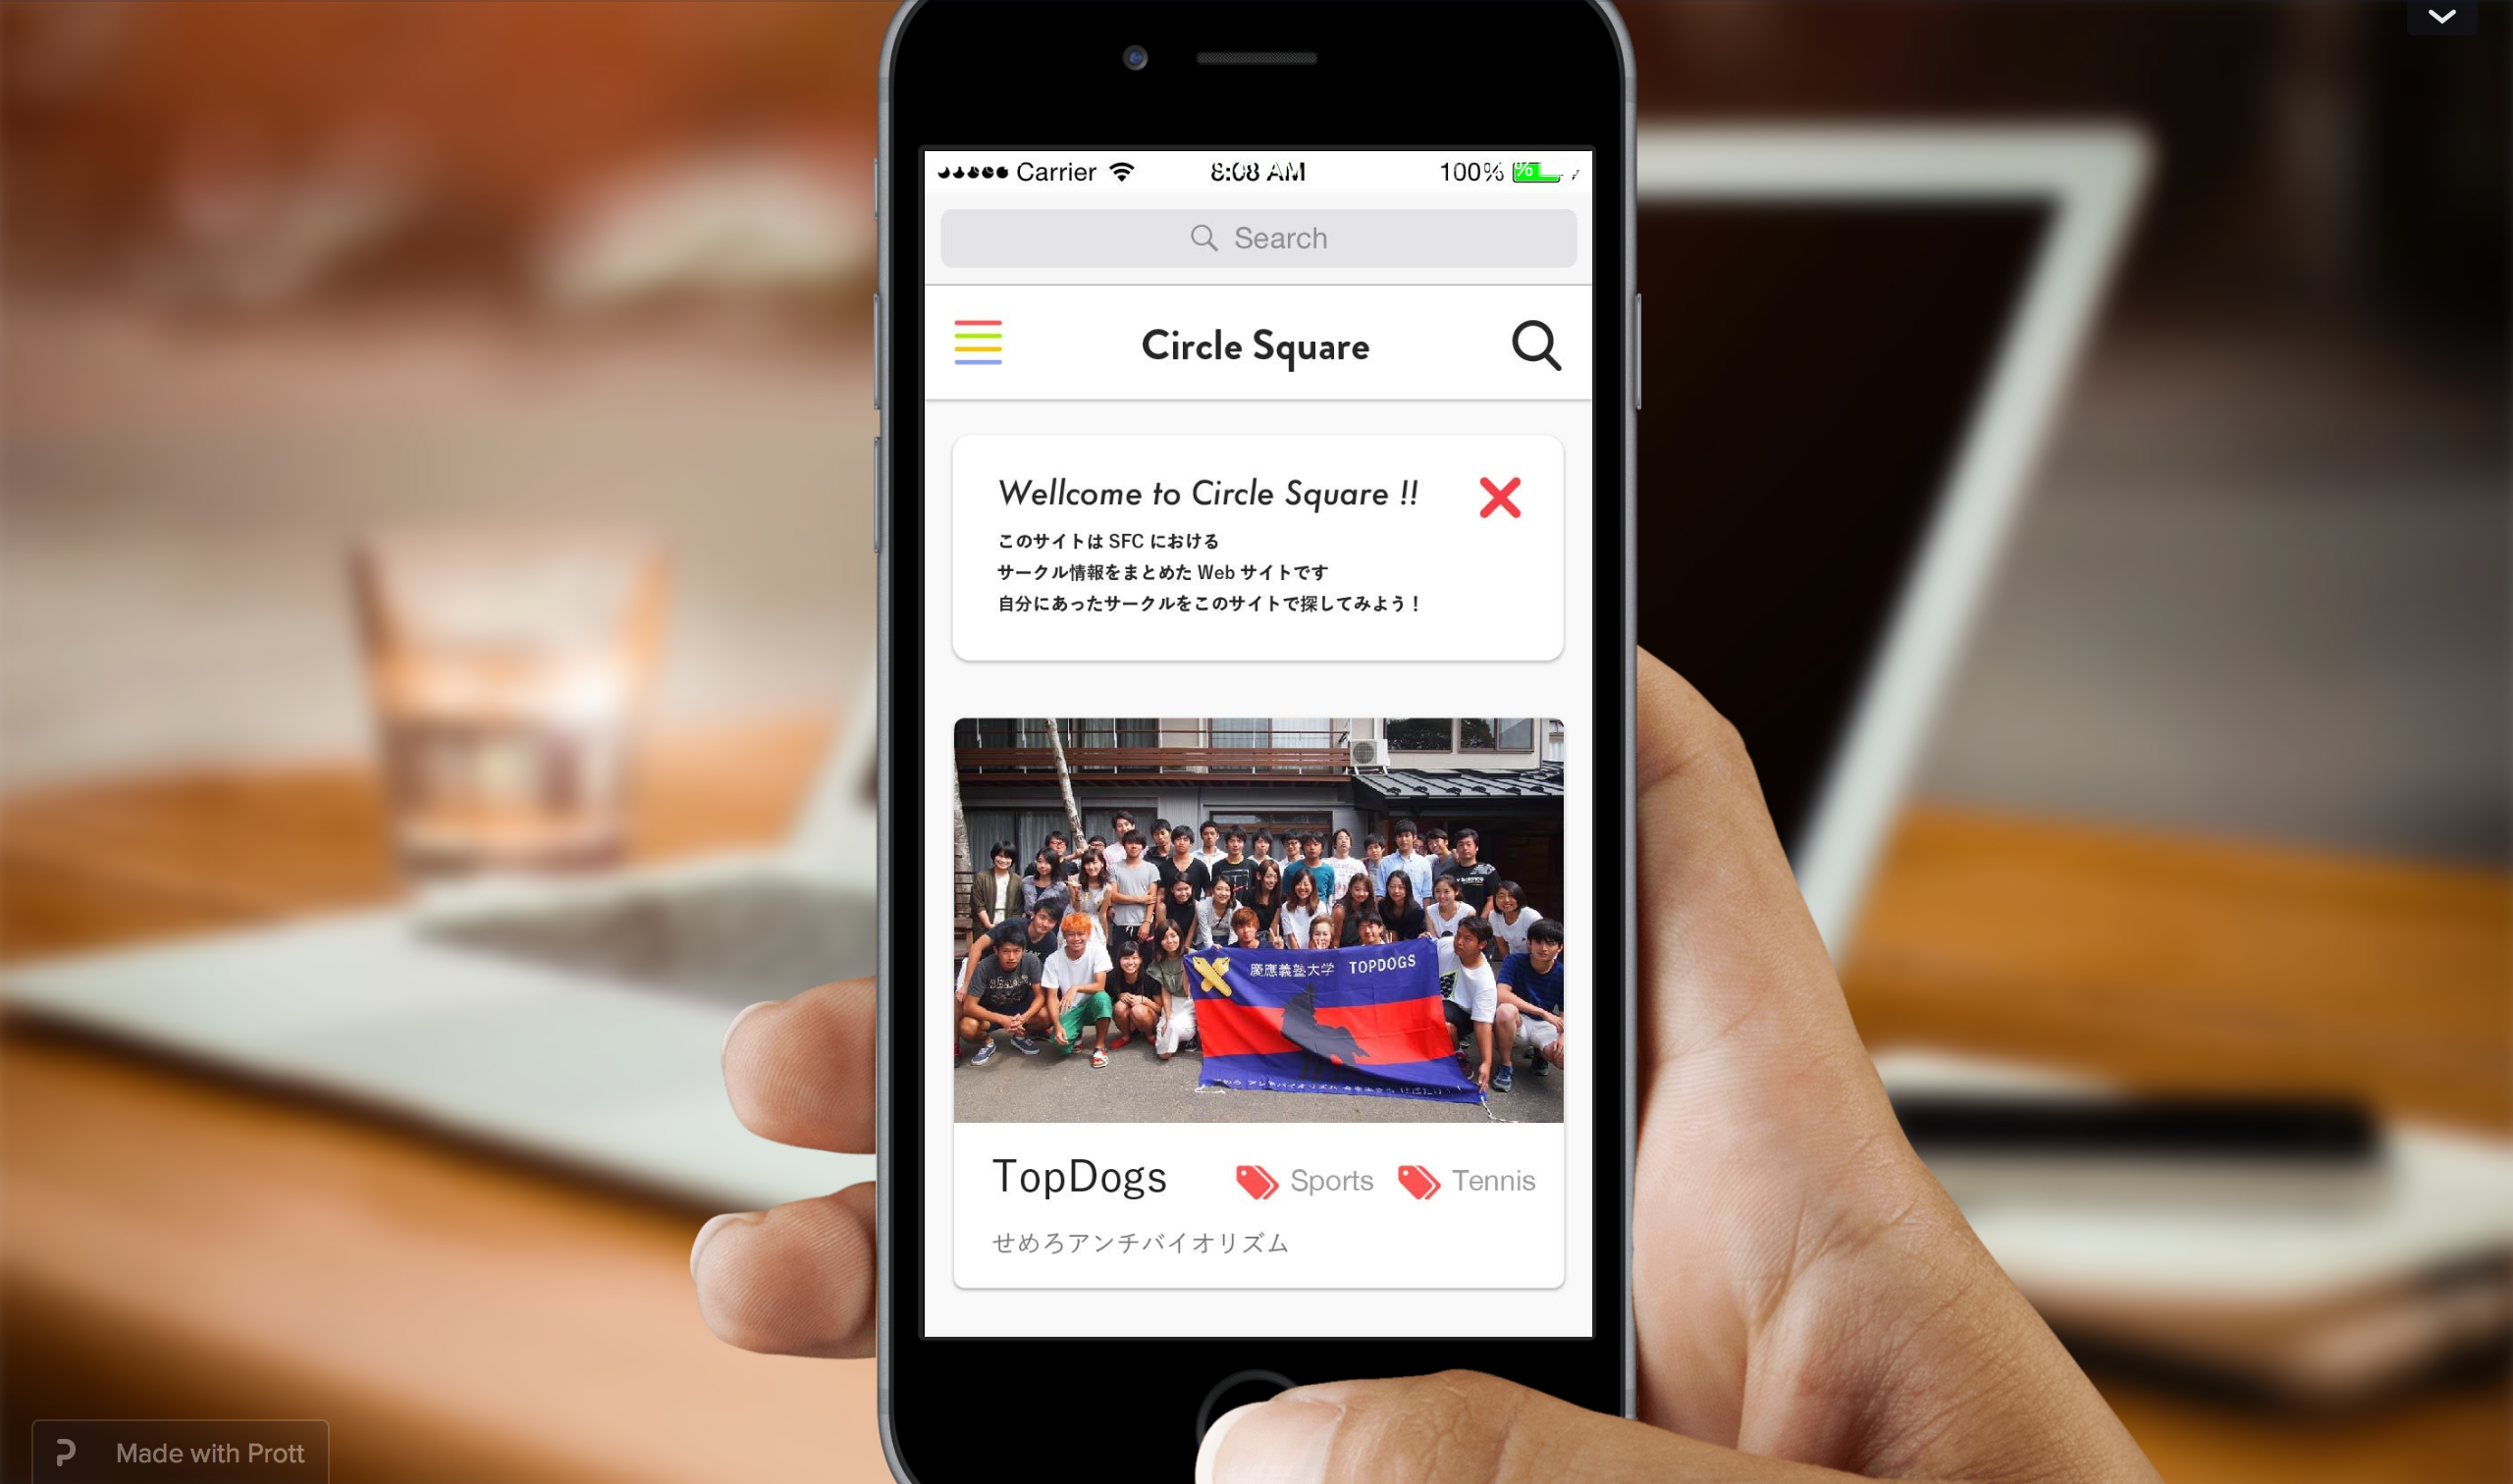 Carrier
8:08 AM
100%
Search
Circle Square
Wellcome to Circle Square !!
このサイトは SFC における
サークル情報をまとめた Web サイトです
自分にあったサークルをこのサイトで探してみよう！
慶應義塾大学 TOPDOGS
TopDogs
Sports
Tennis
せめろアンチバイオリズム
Made with Prott